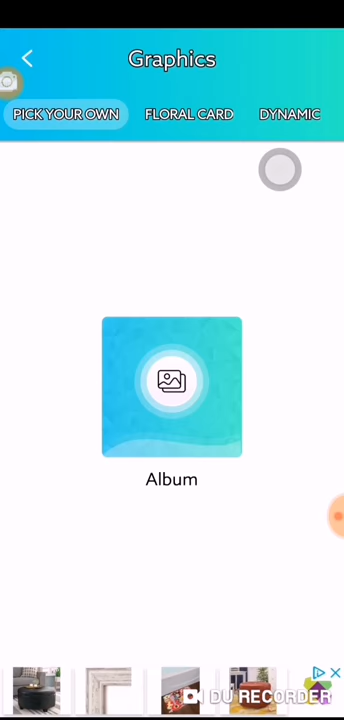 Graphics
PICK YOUR OWN
FLORAL CARD
DYNAMIC
Album
DU RECORDER